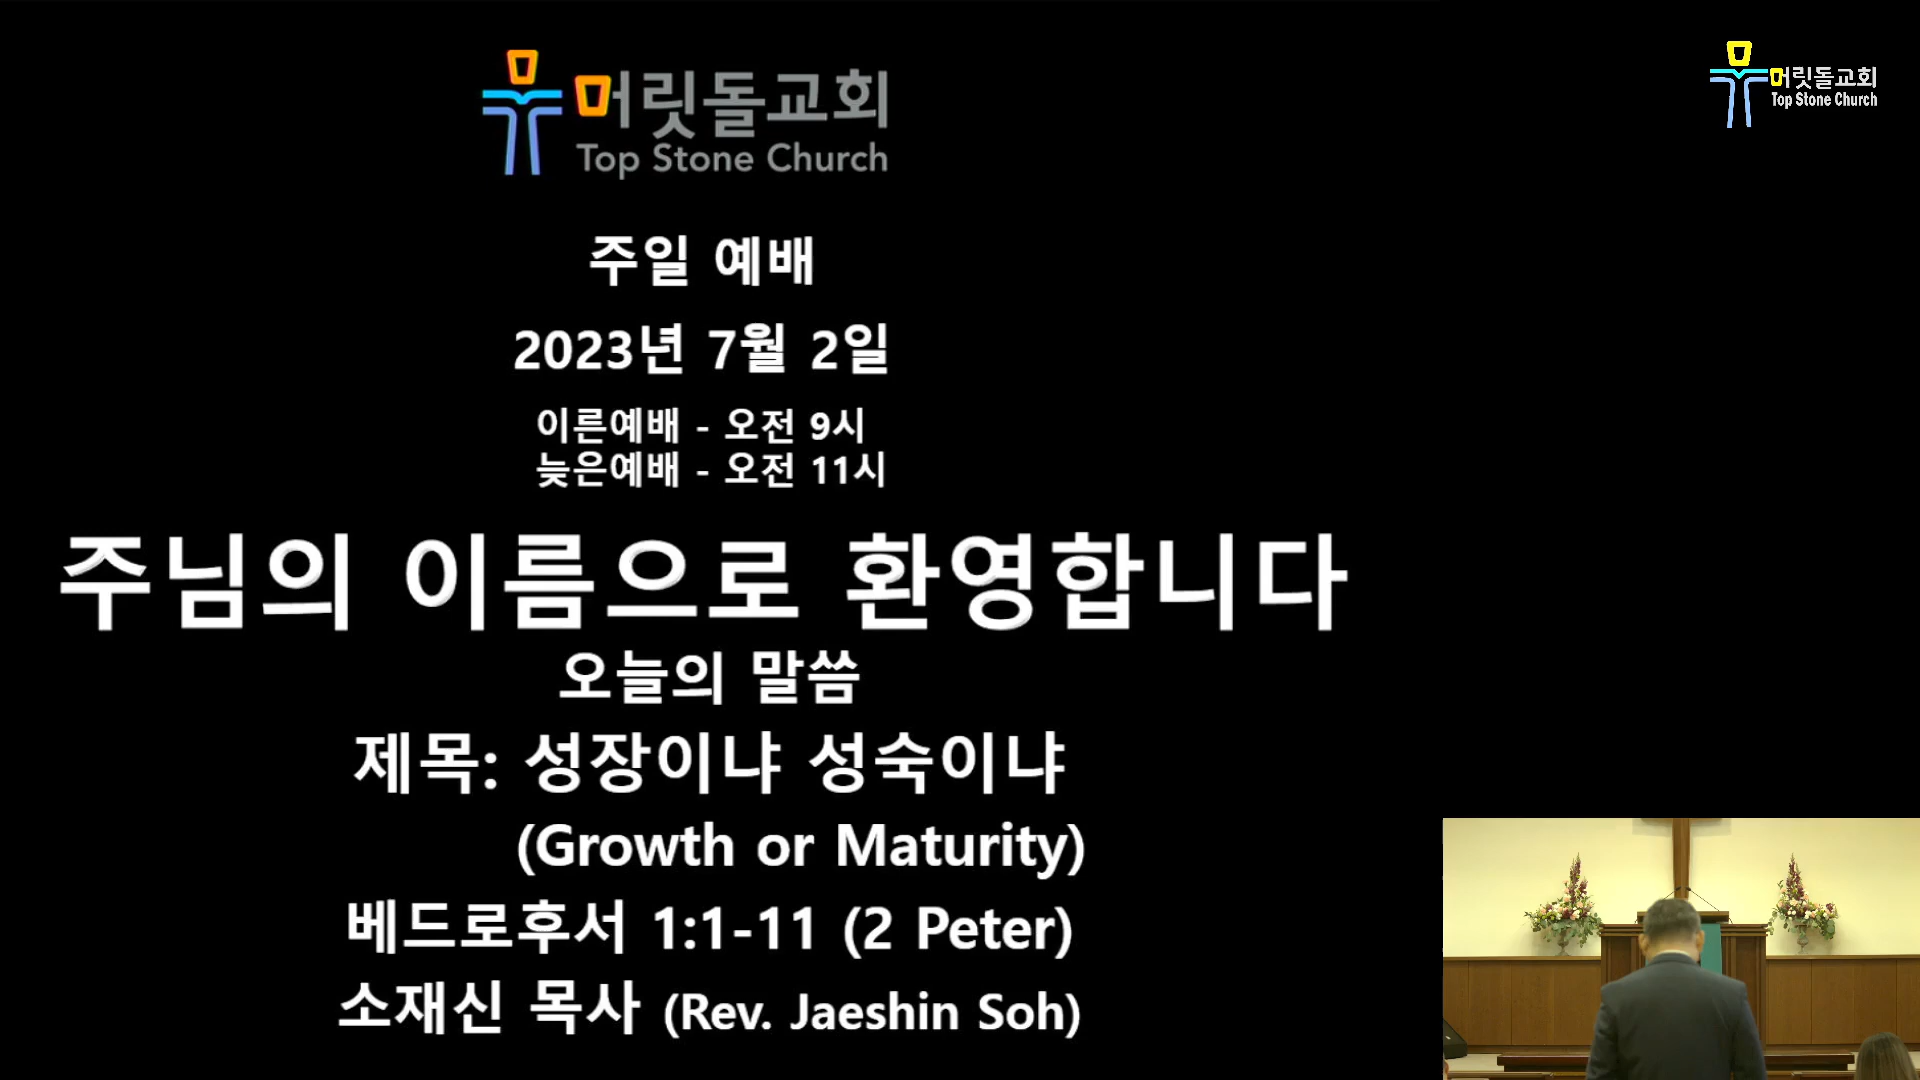 머릿돌교회
Top Stone Church
머릿돌교회
Top Stone Church
주일 예배
2023년 7월 2일
이른예배 - 오전 9시
늦은예배 - 오전 11시
주님의 이름으로 환영합니다
오늘의 말씀
제목: 성장이냐 성숙이냐
(Growth or Maturity)
베드로후서 1:1-11 (2 Peter)
소재신 목사 (Rev. Jaeshin Soh)